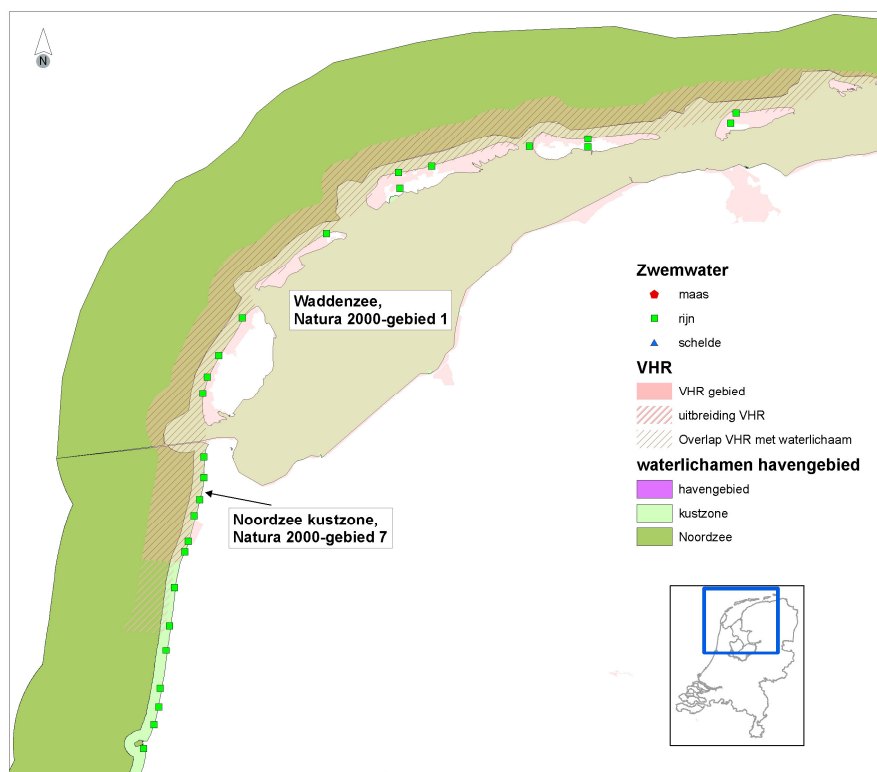 N
Waddenzee,
Natura 2000-gebied 1
Noordzee kustzone,
Natura 2000-gebied 7
Zwemwater
maas
rijn
schelde
VHR
VHR gebied
uitbreiding VHR
Overlap VHR met waterlichaam
waterlichamen havengebied
havengebied
kustzone
Noordzee